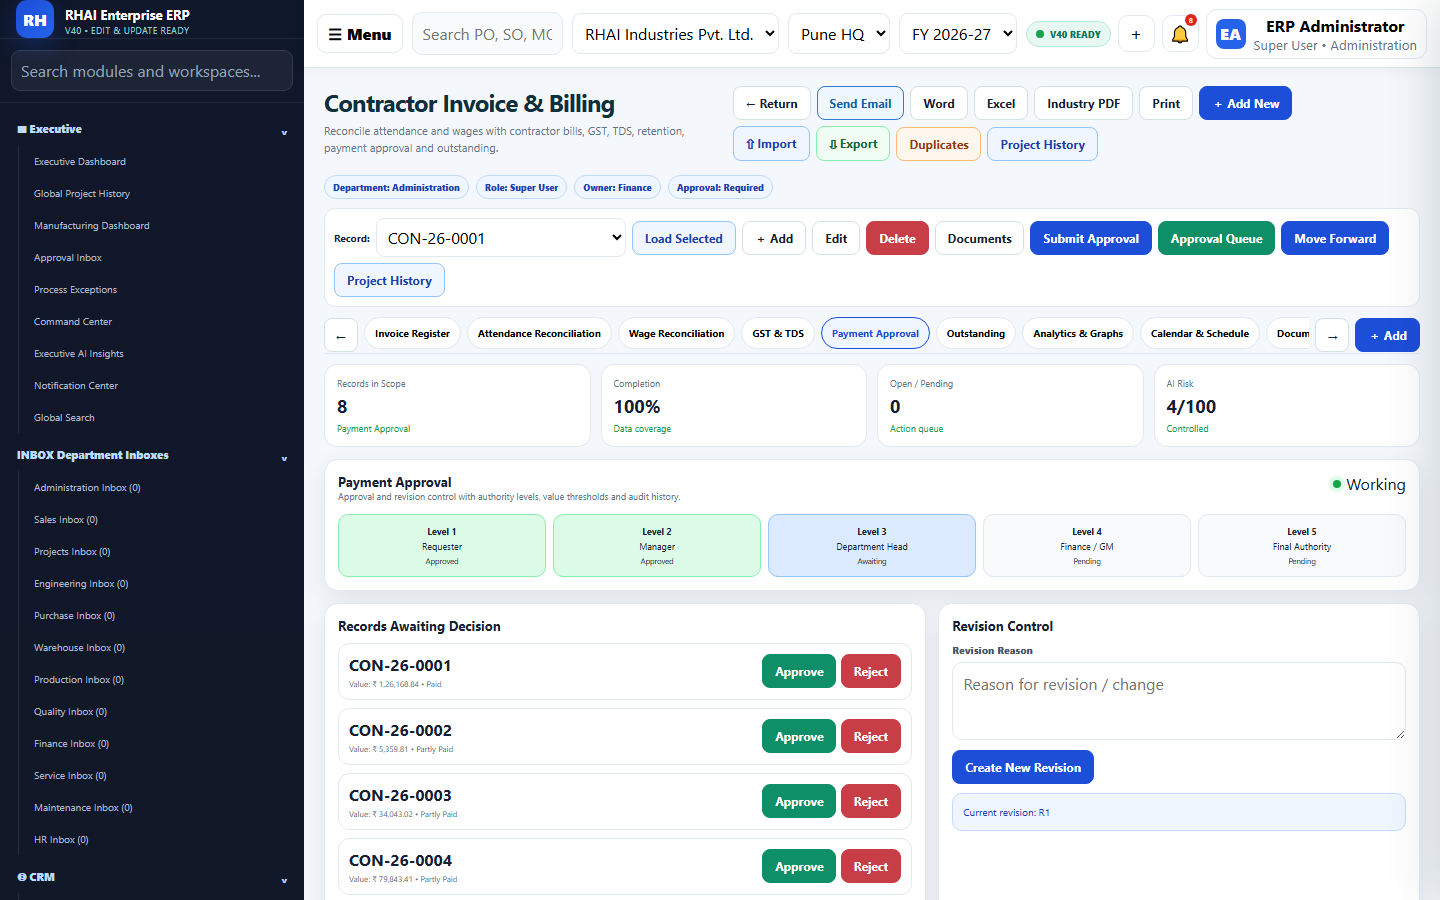 RH
RHAI Enterprise ERP
V40 • EDIT & UPDATE READY
Search modules and workspaces...
Executive
Executive Dashboard
Global Project History
Manufacturing Dashboard
Approval Inbox
Process Exceptions
Command Center
Executive AI Insights
Notification Center
Global Search
INBOX Department Inboxes
Administration Inbox (0)
Sales Inbox (0)
Projects Inbox (0)
Engineering Inbox (0)
Purchase Inbox (0)
Warehouse Inbox (0)
Production Inbox (0)
Quality Inbox (0)
Finance Inbox (0)
Service Inbox (0)
Maintenance Inbox (0)
HR Inbox (0)
CRM
☰ Menu
Search PO, SO, MC
RHAI Industries Pvt. Ltd.
Pune HQ
FY 2026-27
V40 READY
+
8
EA
ERP Administrator
Super User • Administration
Contractor Invoice & Billing
Reconcile attendance and wages with contractor bills, GST, TDS, retention,
payment approval and outstanding.
← Return
Send Email
Word
Excel
Industry PDF
Print
+ Add New
⇧ Import
⇩ Export
Duplicates
Project History
Department: Administration
Role: Super User
Owner: Finance
Approval: Required
Record:
CON-26-0001
Load Selected
+ Add
Edit
Delete
Documents
Submit Approval
Approval Queue
Move Forward
Project History
←
Invoice Register
Attendance Reconciliation
Wage Reconciliation
GST & TDS
Payment Approval
Outstanding
Analytics & Graphs
Calendar & Schedule
Docum
→
+ Add
Records in Scope
8
Payment Approval
Completion
100%
Data coverage
Open / Pending
0
Action queue
AI Risk
4/100
Controlled
Payment Approval
Approval and revision control with authority levels, value thresholds and audit history.
Working
Level 1
Requester
Approved
Level 2
Manager
Approved
Level 3
Department Head
Awaiting
Level 4
Finance / GM
Pending
Level 5
Final Authority
Pending
Records Awaiting Decision
CON-26-0001
Value: ₹ 1,26,168.84 • Paid
Approve
Reject
CON-26-0002
Value: ₹ 5,359.81 • Partly Paid
Approve
Reject
CON-26-0003
Value: ₹ 34,043.02 • Partly Paid
Approve
Reject
CON-26-0004
Value: ₹ 79,843.41 • Partly Paid
Approve
Reject
Revision Control
Revision Reason
Reason for revision / change
Create New Revision
Current revision: R1